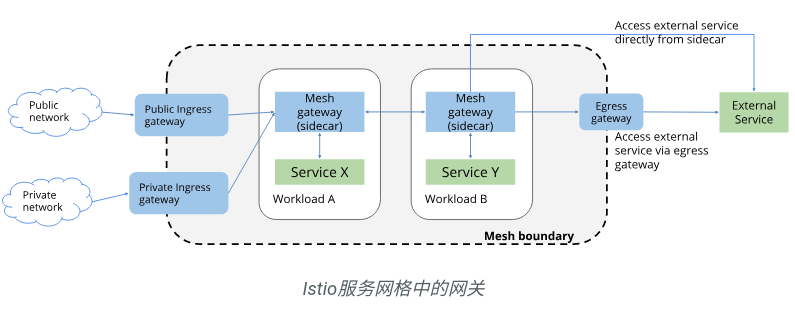 Access external service
directly from sidecar
Public
network
Public Ingress
gateway
Mesh
gateway
(sidecar)
Mesh
gateway
(sidecar)
Egress
gateway
External
Service
Access external
service via egress
gateway
Service X
Service Y
Private
network
Private Ingress
gateway
Workload A
Workload B
Mesh boundary
Istio服务网格中的网关